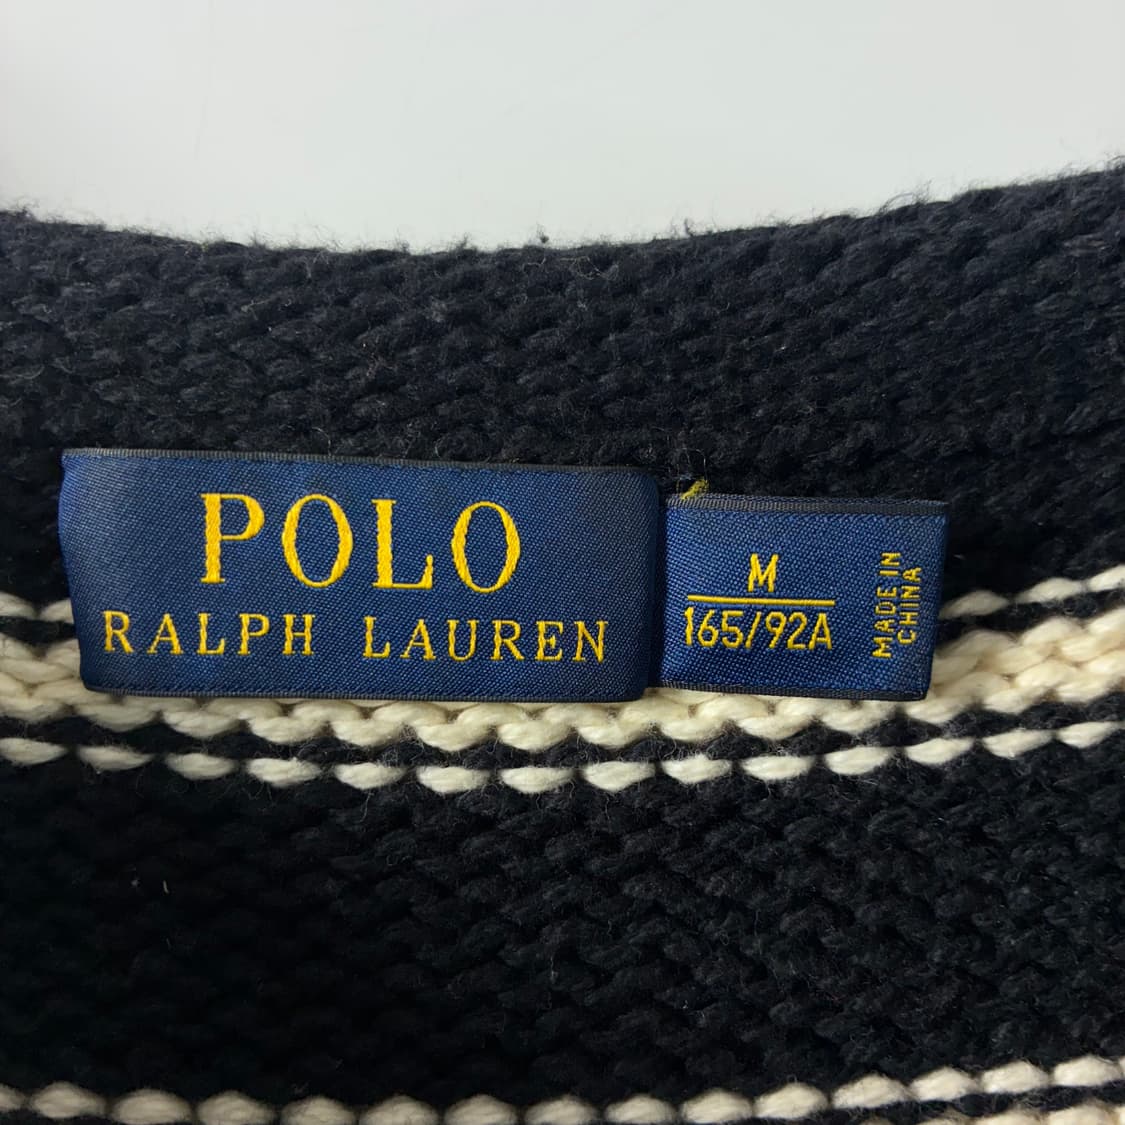 POLO
RALPH LAUREN
M
165/92A
MADE IN
CHINA